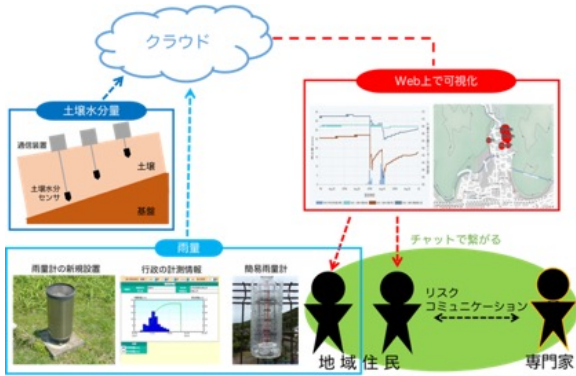 クラウド
Web上で可視化
土壌水分量
通信装置
土壌
土壌水分
センサ
基盤
雨量
雨量計の新規設置
行政の計測情報
簡易雨量計
チャットで繋がる
リスク
コミュニケーション
地域住民
専門家